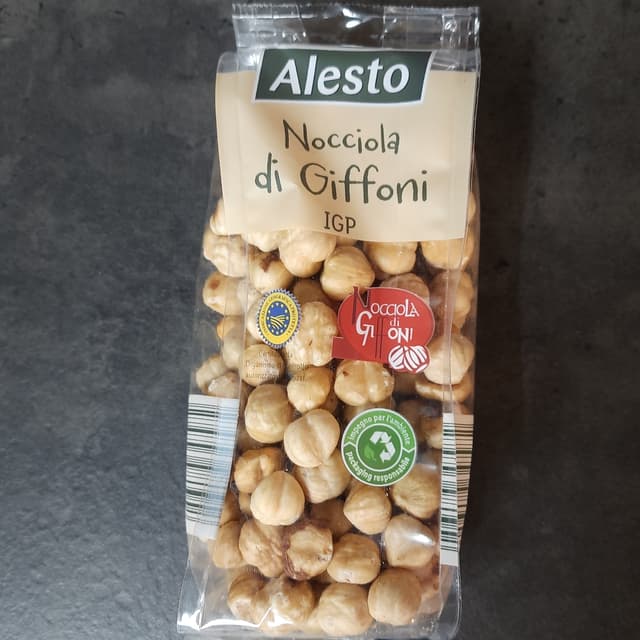 Alesto
Nocciola
di Giffoni
IGP
Nocciola
di
Giffoni
Impegno per l'ambiente
packaging responsabile